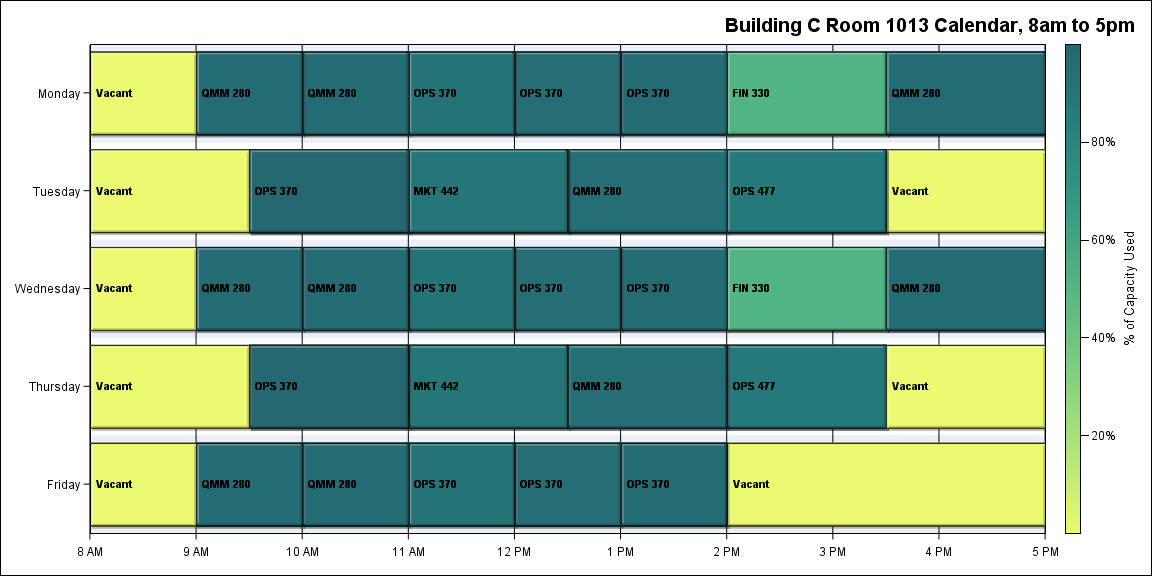 Building C Room 1013 Calendar, 8am to 5pm
Monday Vacant QMM 280 QMM 280 OPS 370 OPS 370 OPS 370 FIN 330 QMM 280
Tuesday Vacant OPS 370 MKT 442 QMM 280 OPS 477 Vacant
Wednesday Vacant QMM 280 QMM 280 OPS 370 OPS 370 OPS 370 FIN 330 QMM 280
Thursday Vacant OPS 370 MKT 442 QMM 280 OPS 477 Vacant
Friday Vacant QMM 280 QMM 280 OPS 370 OPS 370 OPS 370 Vacant
8 AM 9 AM 10 AM 11 AM 12 PM 1 PM 2 PM 3 PM 4 PM 5 PM
80%
60%
40%
20%
% of Capacity Used